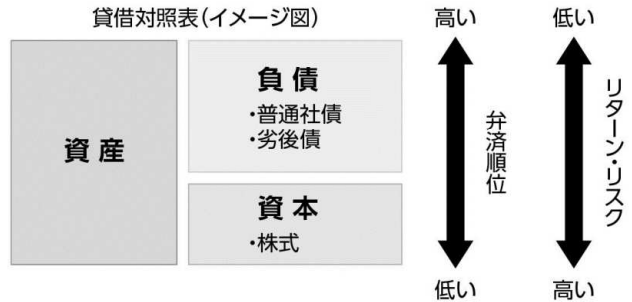 貸借対照表(イメージ図)
資産
負債
・普通社債
・劣後債
資本
・株式
高い
弁済順位
低い
低い
リターン・リスク
高い